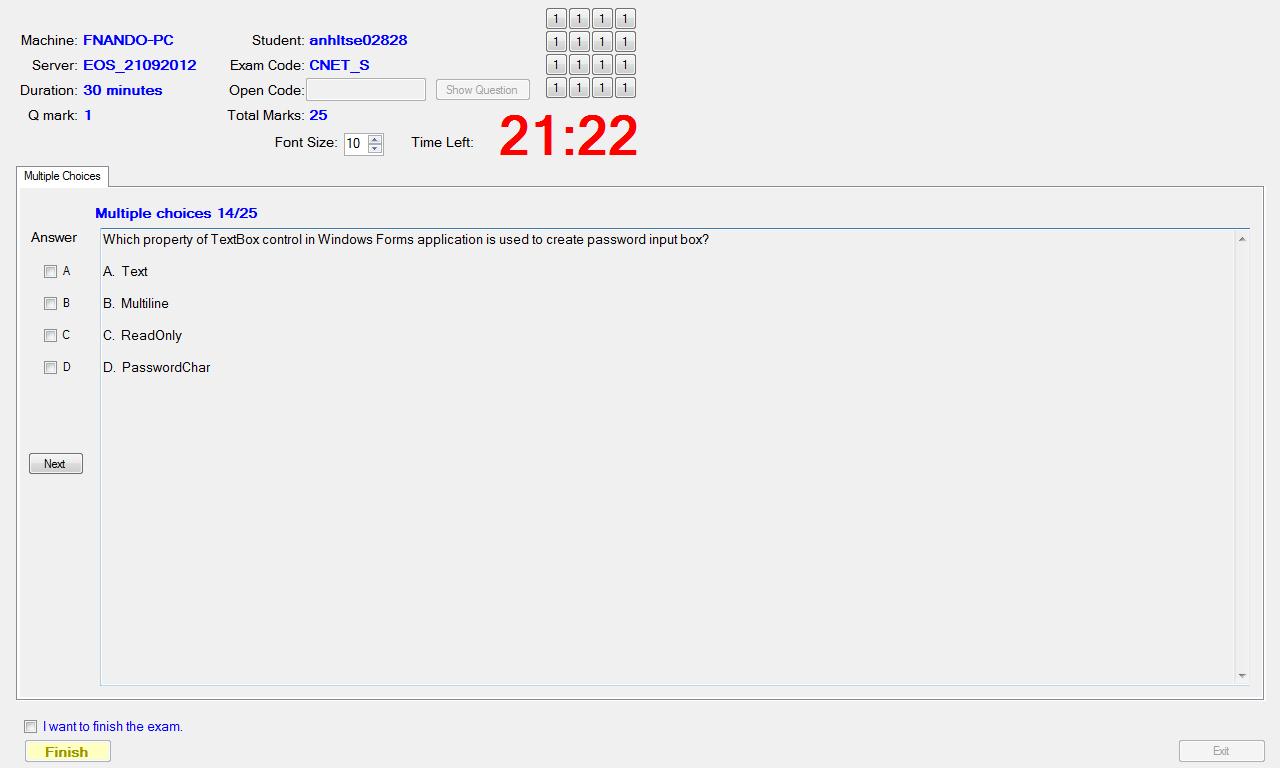 1 1 1 1
Machine: FNANDO-PC Student: anhltse02828
1 1 1 1
Server: EOS_21092012 Exam Code: CNET_S
1 1 1 1
Duration: 30 minutes Open Code: Show Question
1 1 1 1
Q mark: 1 Total Marks: 25
Font Size: 10 Time Left: 21:22
Multiple Choices
Multiple choices 14/25
Answer Which property of TextBox control in Windows Forms application is used to create password input box?
A A. Text
B B. Multiline
C C. ReadOnly
D D. PasswordChar
Next
I want to finish the exam.
Finish Exit